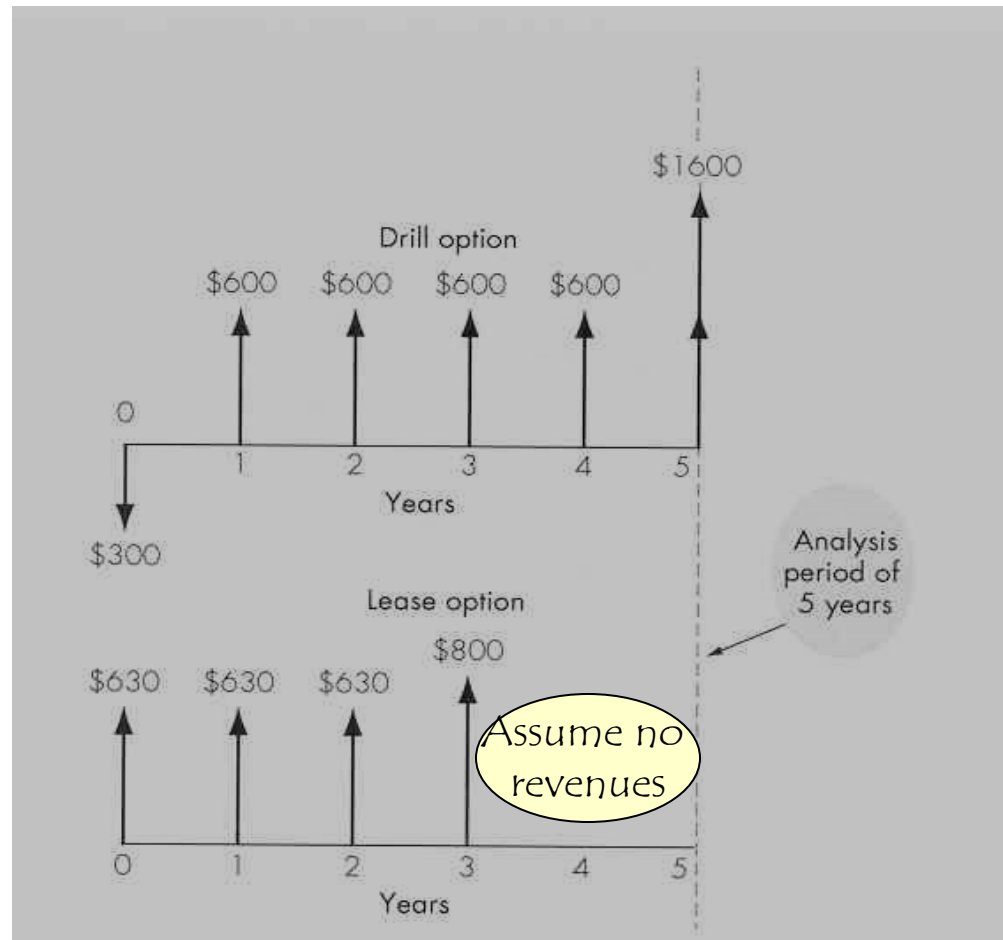 $1600
Drill option
$600 $600 $600 $600
0
1 2 3 4 5
Years
$300
Analysis
period of
5 years
Lease option
$800
$630 $630 $630
Assume no
revenues
0 1 2 3 4 5
Years